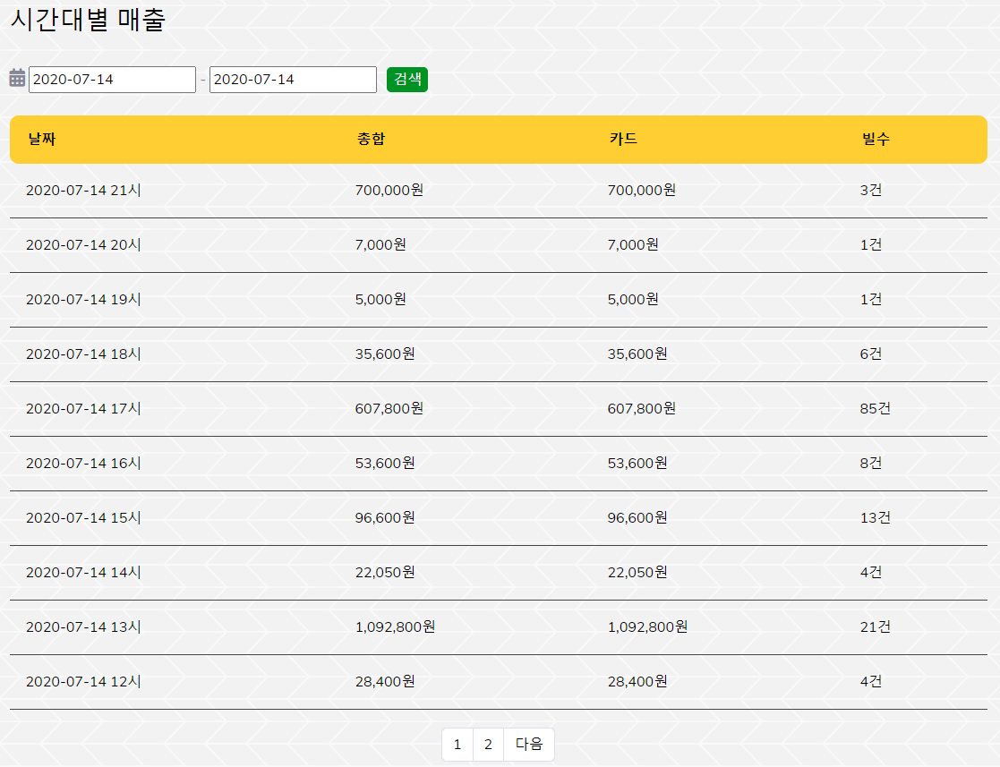 시간대별 매출
2020-07-14 - 2020-07-14 검색
날짜 총합 카드 빌수
2020-07-14 21시 700,000원 700,000원 3건
2020-07-14 20시 7,000원 7,000원 1건
2020-07-14 19시 5,000원 5,000원 1건
2020-07-14 18시 35,600원 35,600원 6건
2020-07-14 17시 607,800원 607,800원 85건
2020-07-14 16시 53,600원 53,600원 8건
2020-07-14 15시 96,600원 96,600원 13건
2020-07-14 14시 22,050원 22,050원 4건
2020-07-14 13시 1,092,800원 1,092,800원 21건
2020-07-14 12시 28,400원 28,400원 4건
1 2 다음